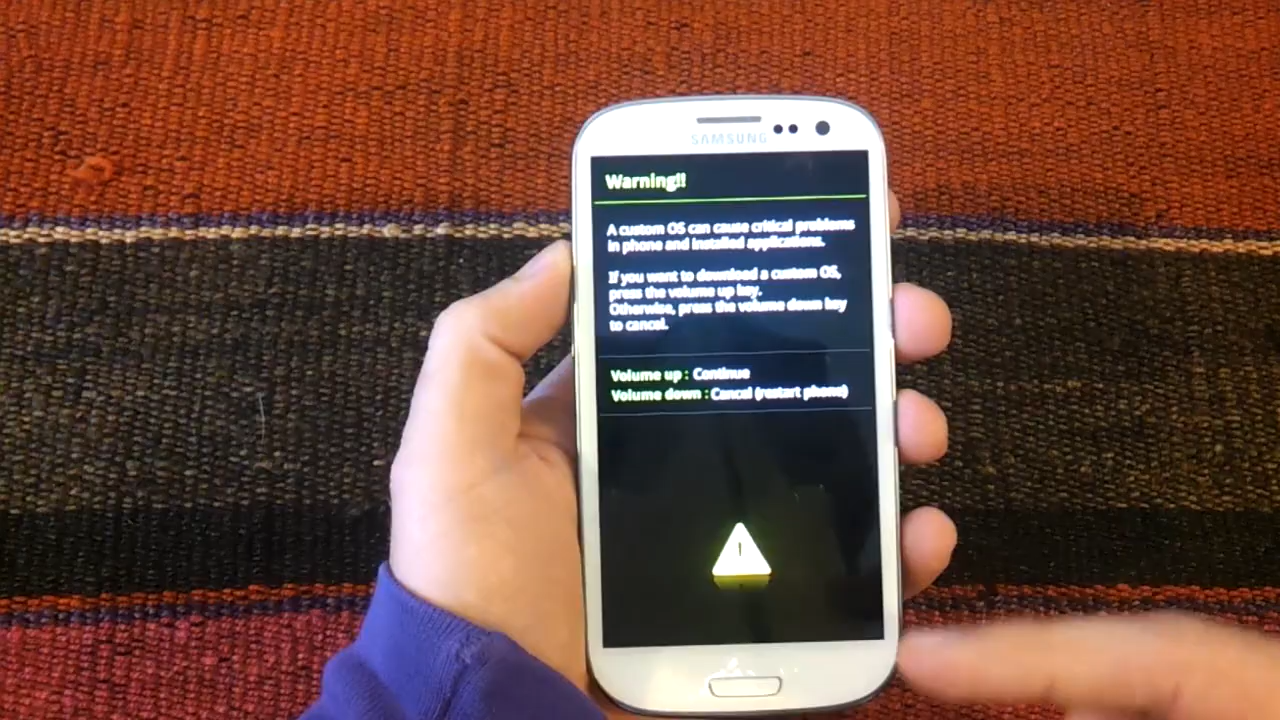 SAMSUNG
Warning!!
A custom OS can cause critical problems
in phone and installed applications.
If you want to download a custom OS,
press the volume up key.
Otherwise, press the volume down key
to cancel.
Volume up : Continue
Volume down : Cancel (restart phone)